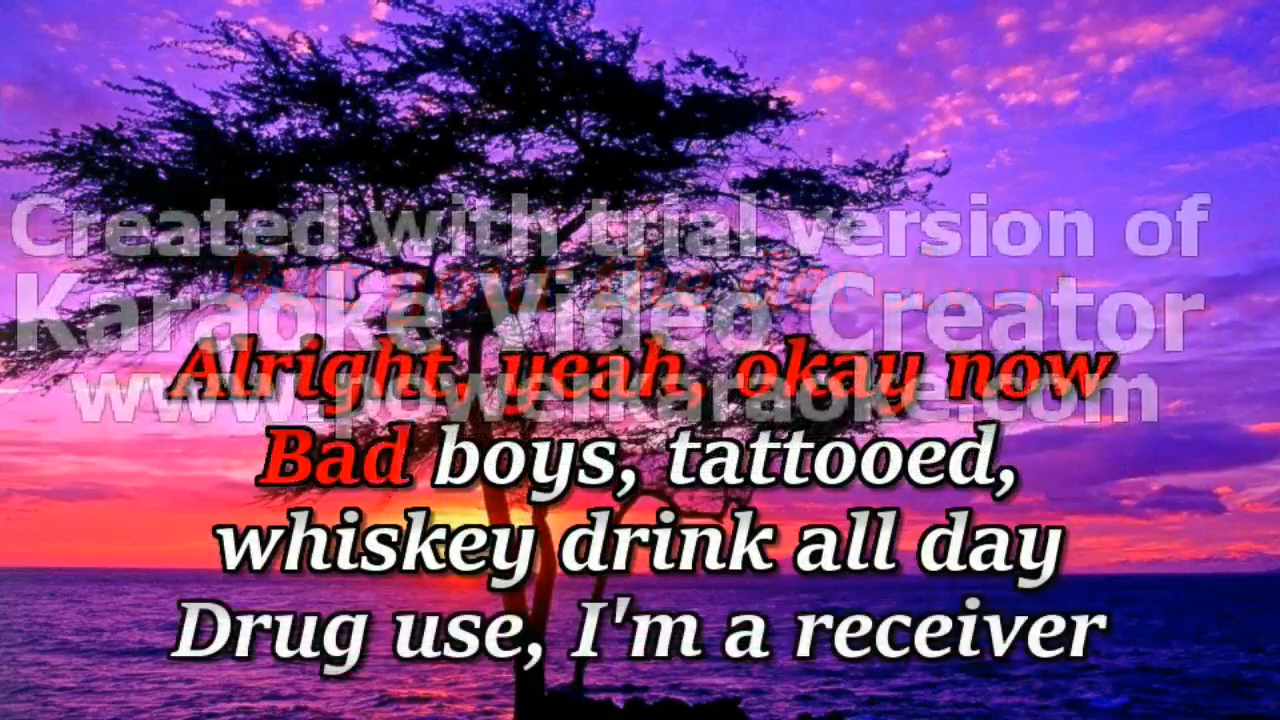 Created with trial version of
Karaoke Video Creator
www.powerkaraoke.com
Alright, yeah, okay now
Bad boys, tattooed,
whiskey drink all day
Drug use, I'm a receiver